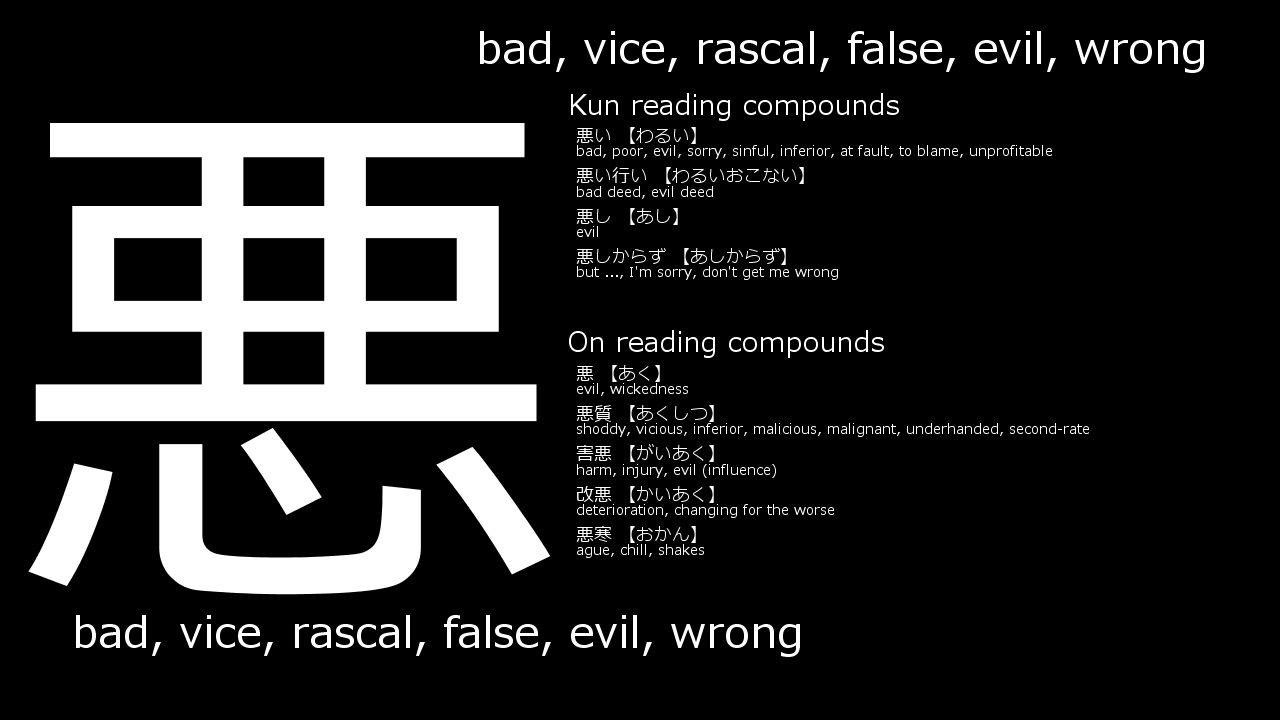 bad, vice, rascal, false, evil, wrong
悪
Kun reading compounds
悪い 【わるい】
bad, poor, evil, sorry, sinful, inferior, at fault, to blame, unprofitable
悪い行い 【わるいおこない】
bad deed, evil deed
悪し 【あし】
evil
悪しからず 【あしからず】
but ..., I'm sorry, don't get me wrong
On reading compounds
悪 【あく】
evil, wickedness
悪質 【あくしつ】
shoddy, vicious, inferior, malicious, malignant, underhanded, second-rate
害悪 【がいあく】
harm, injury, evil (influence)
改悪 【かいあく】
deterioration, changing for the worse
悪寒 【おかん】
ague, chill, shakes
bad, vice, rascal, false, evil, wrong